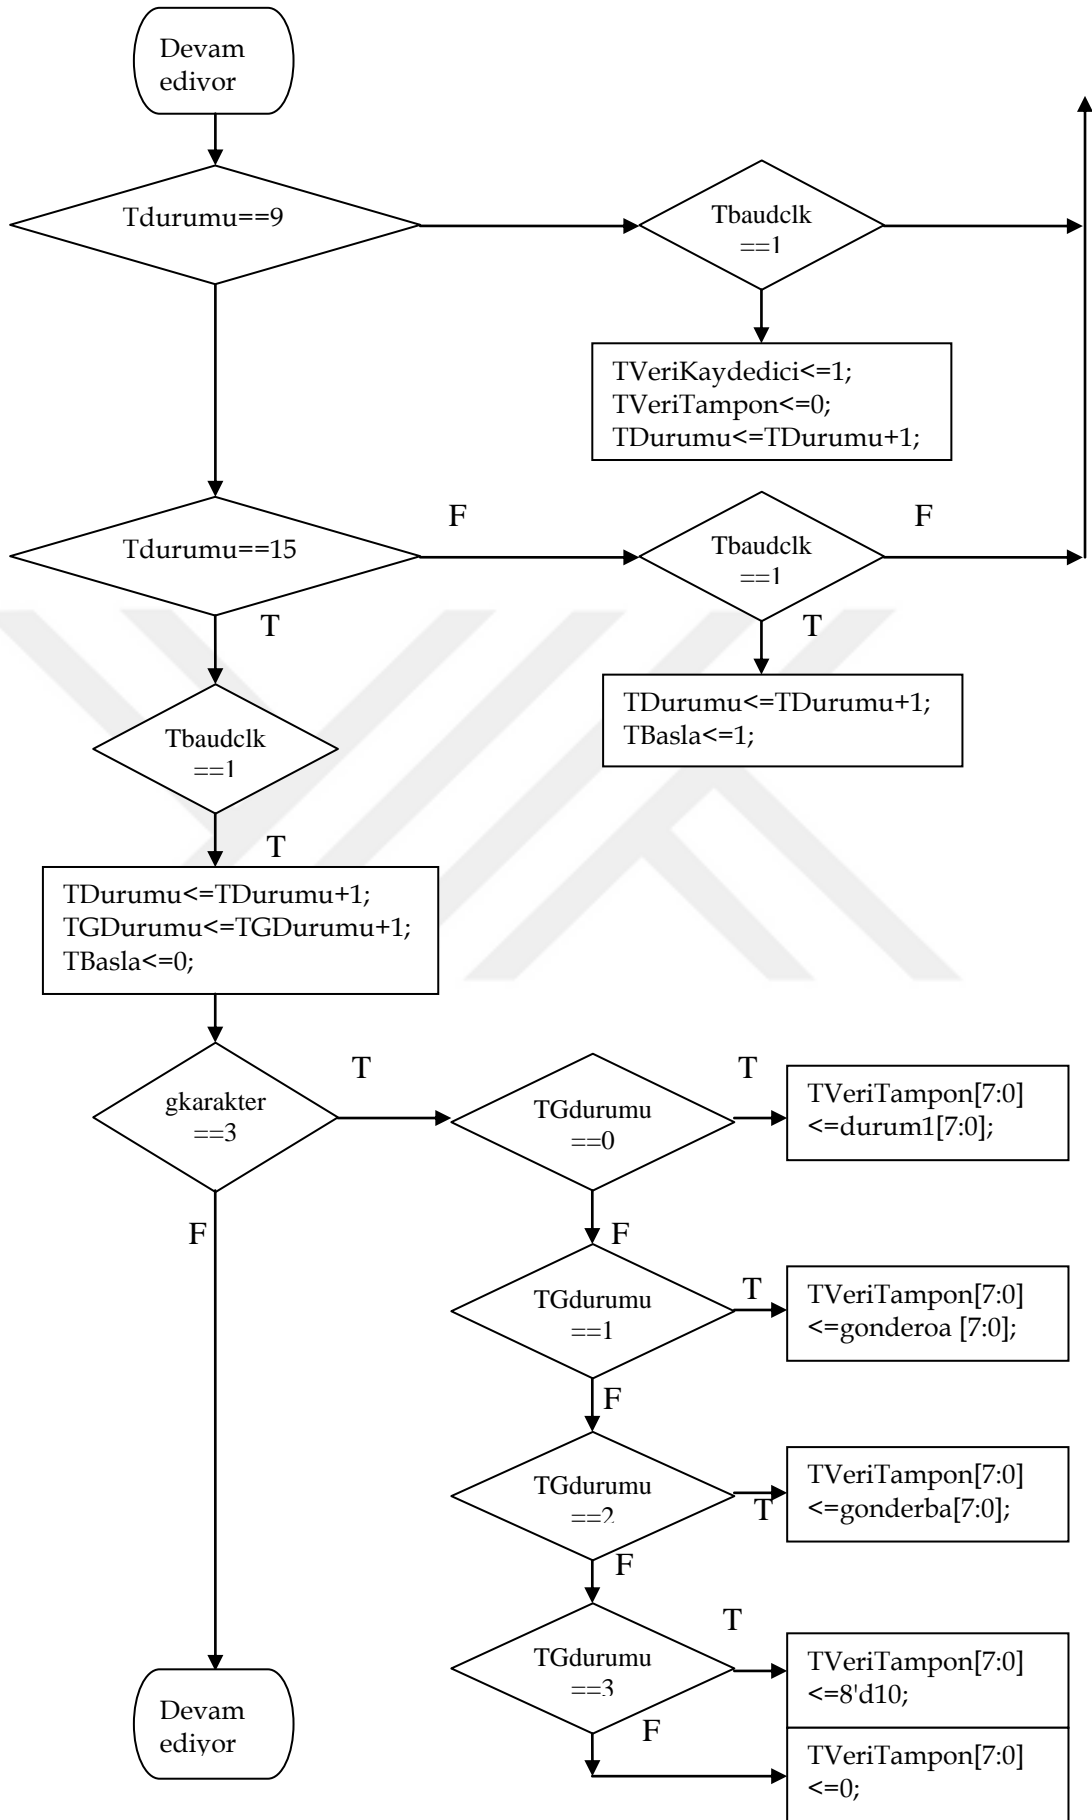 Devam
ediyor
Tdurumu==9
Tbaudclk
==1
TVeriKaydedici<=1;
TVeriTampon<=0;
TDurumu<=TDurumu+1;
Tdurumu==15
F
Tbaudclk
==1
F
T
T
TDurumu<=TDurumu+1;
TBasla<=1;
Tbaudclk
==1
T
TDurumu<=TDurumu+1;
TGDurumu<=TGDurumu+1;
TBasla<=0;
gkarakter
==3
T
TGdurumu
==0
T
TVeriTampon[7:0]
<=durum1[7:0];
F
F
TGdurumu
==1
T
TVeriTampon[7:0]
<=gonderoa [7:0];
F
TGdurumu
==2
T
TVeriTampon[7:0]
<=gonderba[7:0];
F
TGdurumu
==3
T
TVeriTampon[7:0]
<=8'd10;
F
TVeriTampon[7:0]
<=0;
Devam
ediyor